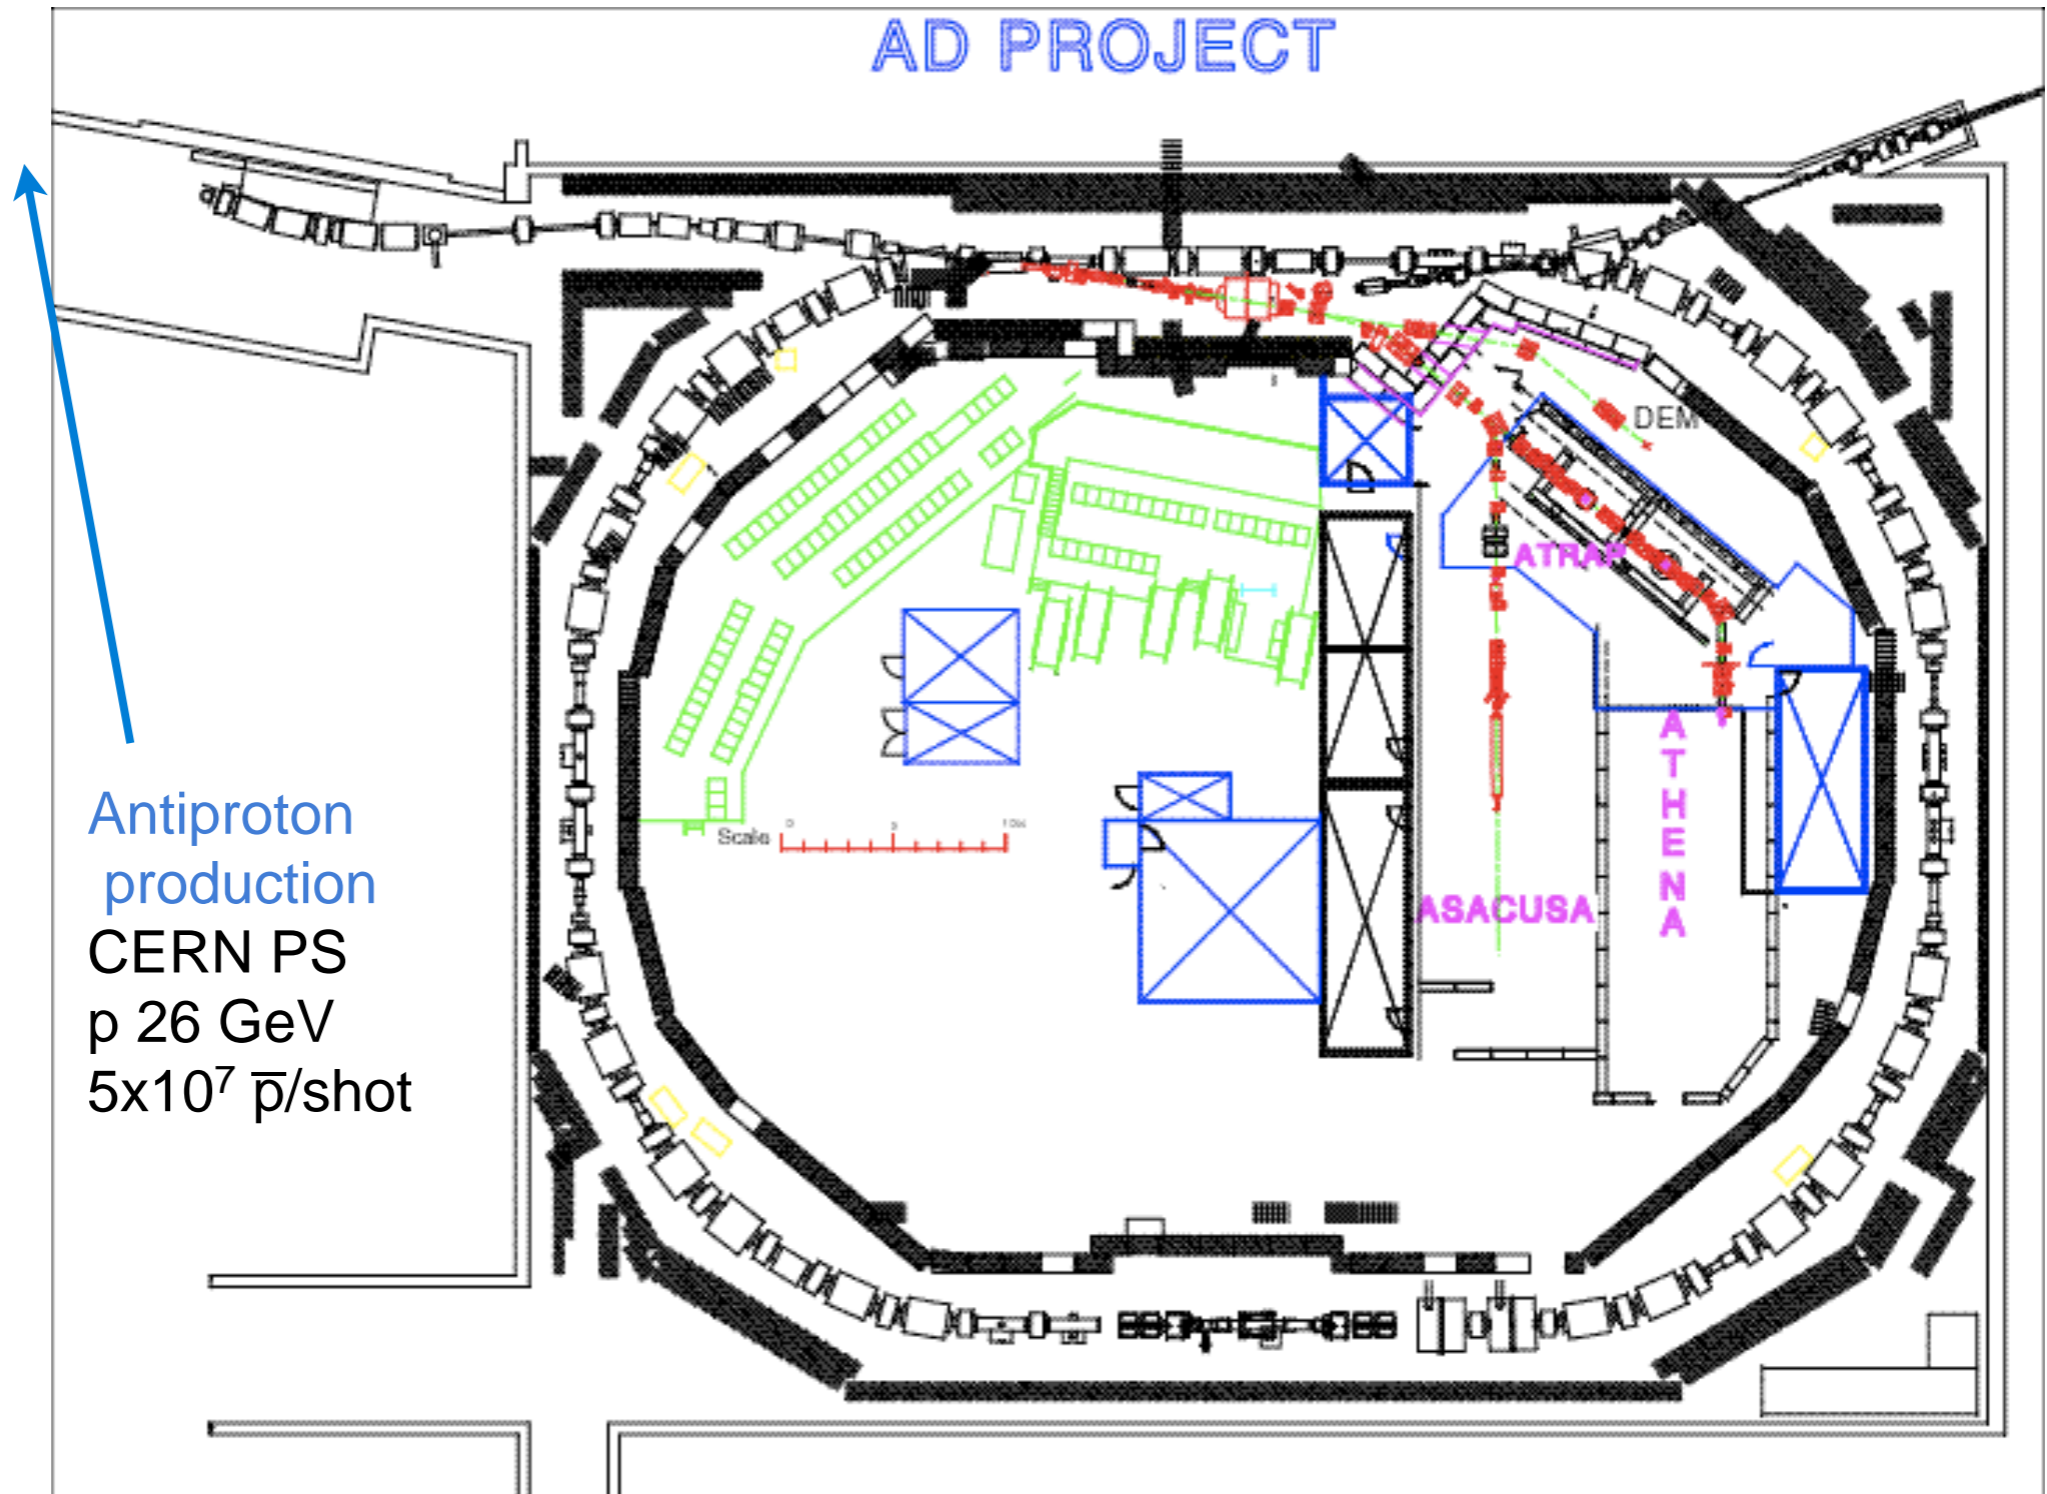 AD PROJECT
DEM
ATRAP
Antiproton
production
CERN PS
p 26 GeV
5x10⁷ p̅/shot
Scale
ASACUSA
ATHENA